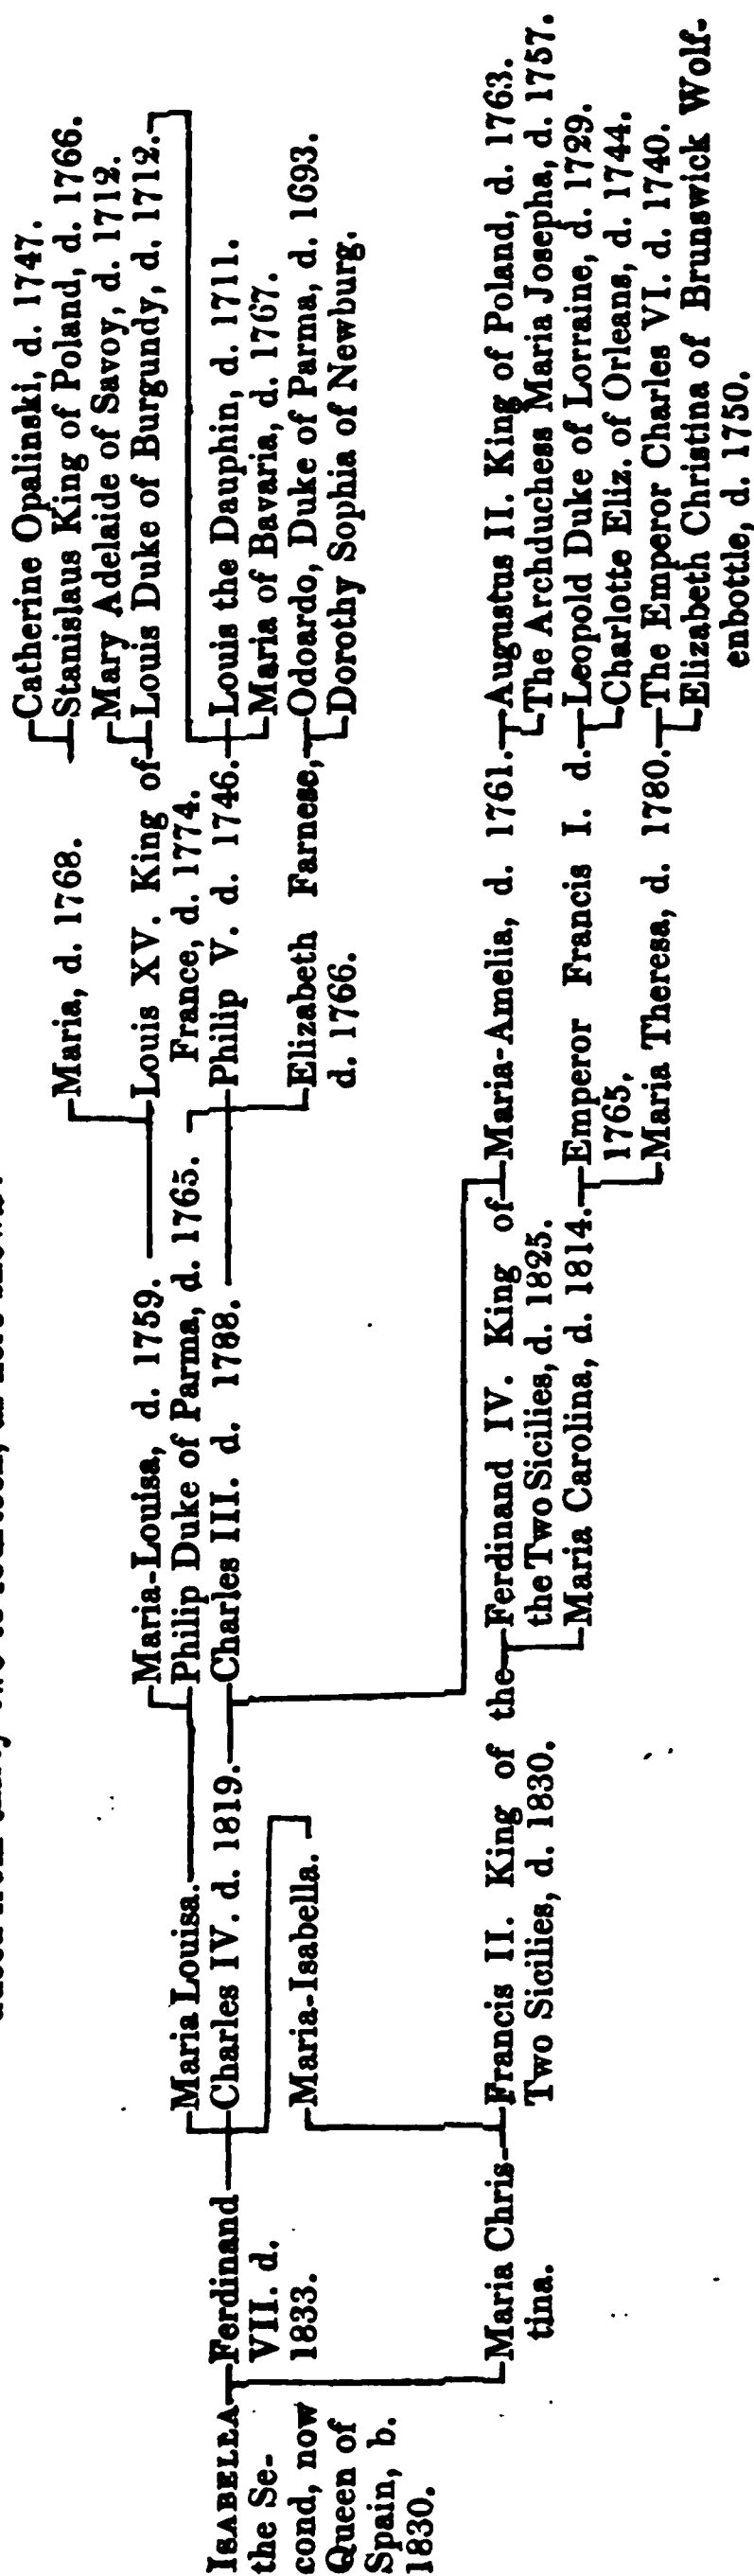 Catherine Opalinski, d. 1747.
Maria, d. 1768.
Stanislaus King of Poland, d. 1766.
Mary Adelaide of Savoy, d. 1712.
Maria-Louisa, d. 1759.
Louis XV. King of
France, d. 1774.
Louis Duke of Burgundy, d. 1712.
Maria Louisa.
Philip Duke of Parma, d. 1765.
ISABELLA
the Se-
cond, now
Queen of
Spain, b.
1830.
Ferdinand
VII. d.
1833.
Charles IV. d. 1819.
Charles III. d. 1788.
Philip V. d. 1746.
Louis the Dauphin, d. 1711.
Maria of Bavaria, d. 1767.
Elizabeth Farnese,
d. 1766.
Odoardo, Duke of Parma, d. 1693.
Dorothy Sophia of Newburg.
Maria-Isabella.
Maria-Amelia, d. 1761.
Augustus II. King of Poland, d. 1763.
The Archduchess Maria Josepha, d. 1757.
Maria Chris-
tina.
Francis II. King of the
Two Sicilies, d. 1830.
Ferdinand IV. King of
the Two Sicilies, d. 1825.
Maria Carolina, d. 1814.
Emperor Francis I. d.
1765.
Leopold Duke of Lorraine, d. 1729.
Charlotte Eliz. of Orleans, d. 1744.
Maria Theresa, d. 1780.
The Emperor Charles VI. d. 1740.
Elizabeth Christina of Brunswick Wolf-
enbottle, d. 1750.